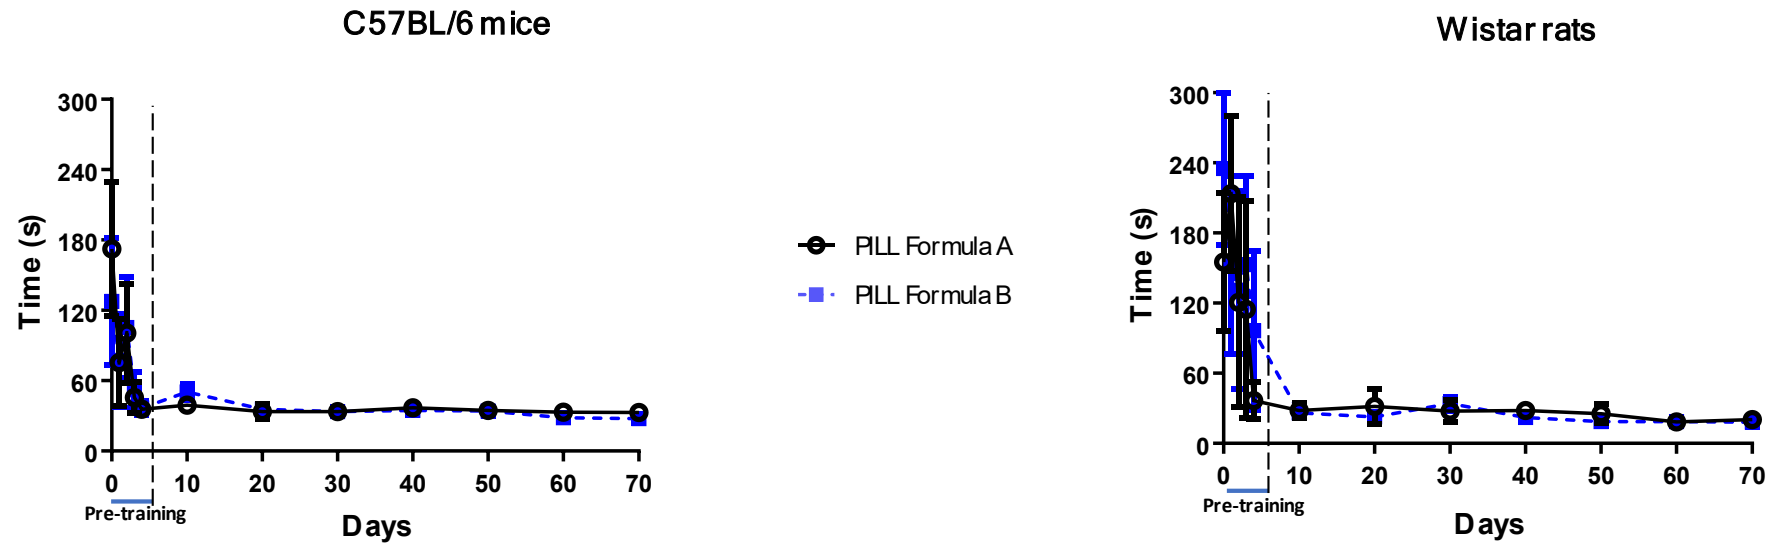 C57BL/6 mice
300
240
180
120
60
0
Time (s)
0 10 20 30 40 50 60 70
Pre-training
Days
PILL Formula A
PILL Formula B
Wistar rats
300
240
180
120
60
0
Time (s)
0 10 20 30 40 50 60 70
Pre-training
Days